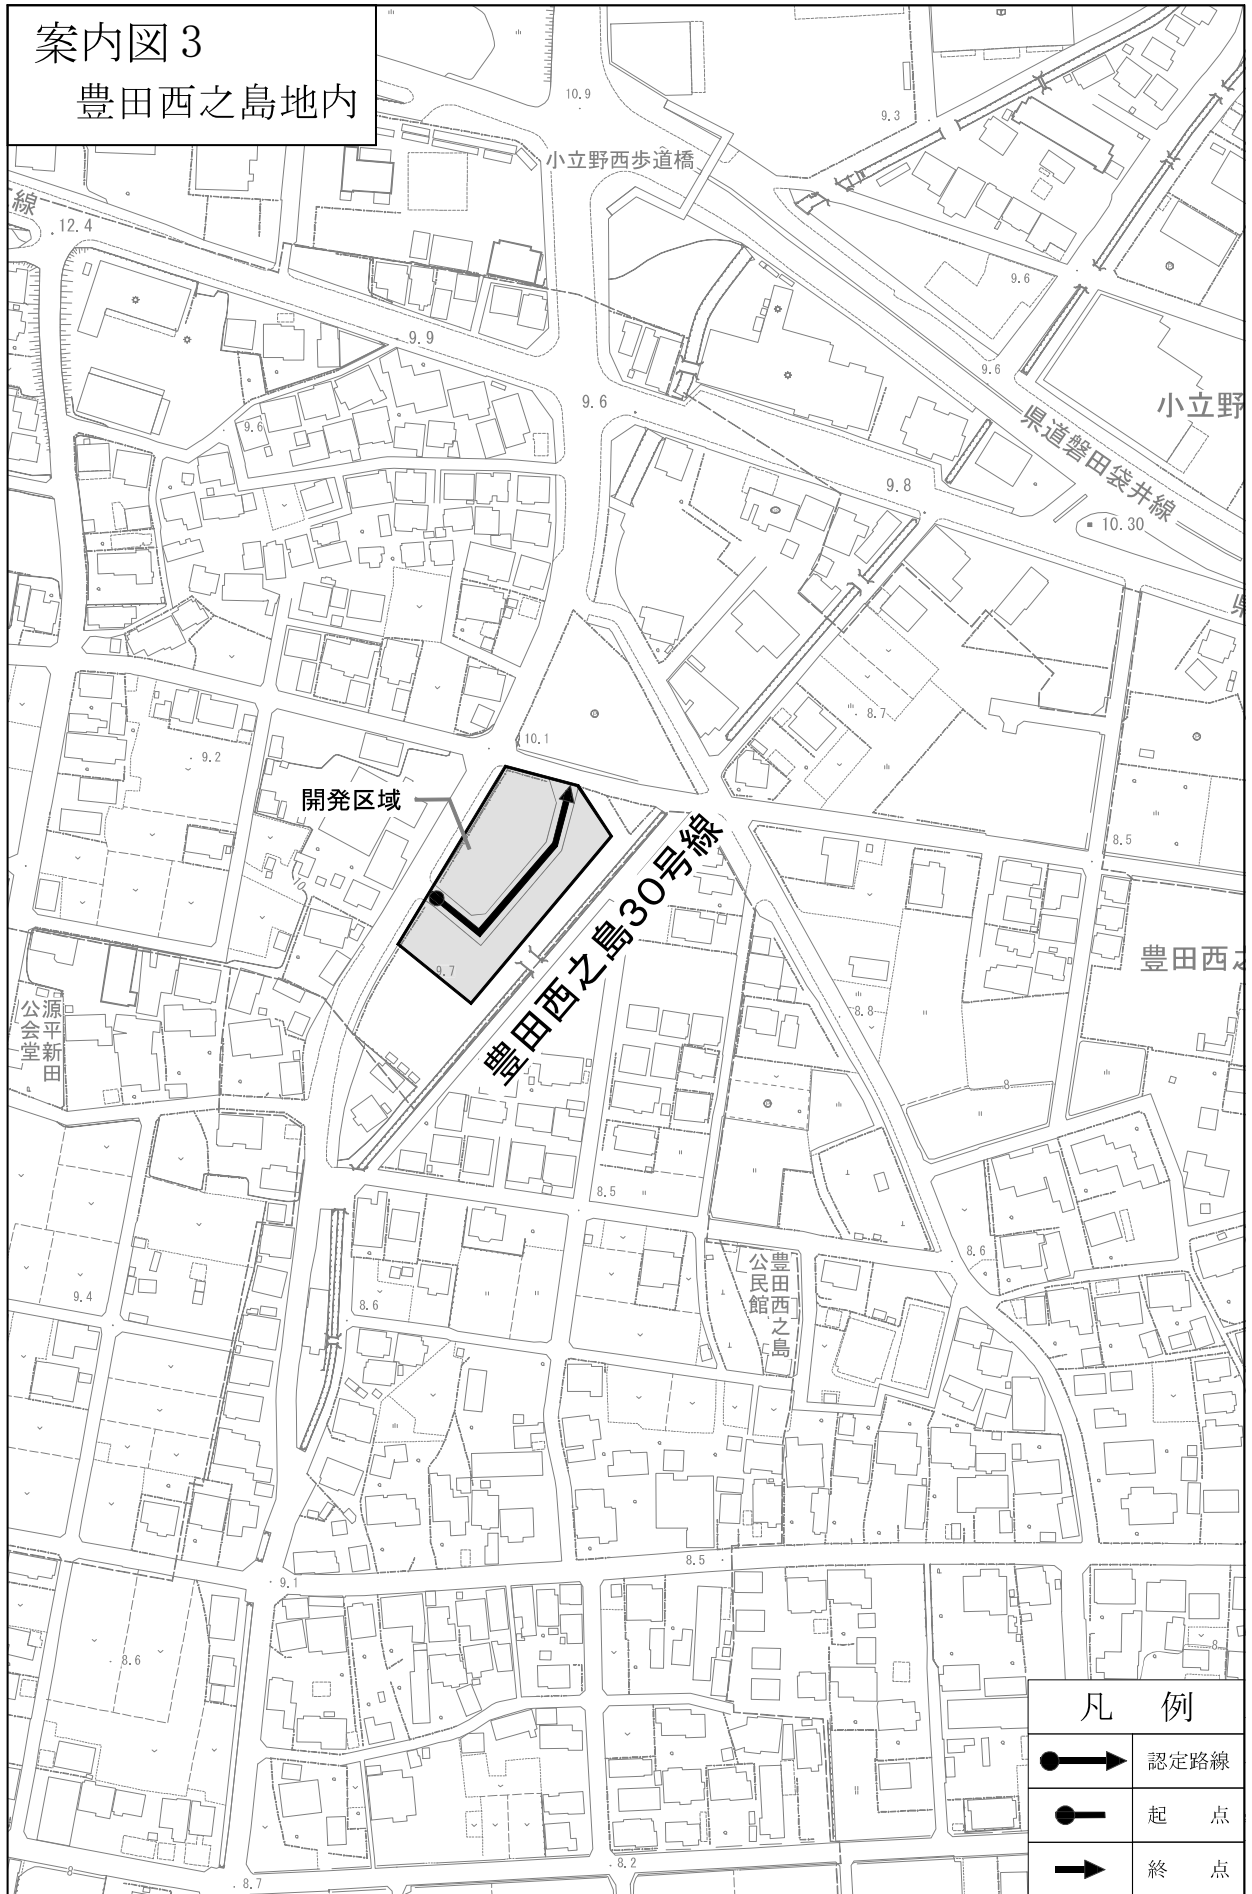 案内図3
豊田西之島地内
10.9
9.3
小立野西歩道橋
線
12.4
9.6
9.9
9.6
9.6
小立野
県道磐田袋井線
9.6
9.8
10.30
8.7
10.1
9.2
開発区域
8.5
豊田西之島30号線
豊田西之
9.7
8.8
源平新田
公会堂
8
8.5
8.6
豊田西之島
公民館
9.4
8.6
8.5
9.1
8.6
8
凡 例
認定路線
起 点
終 点
8
8.7
8.2